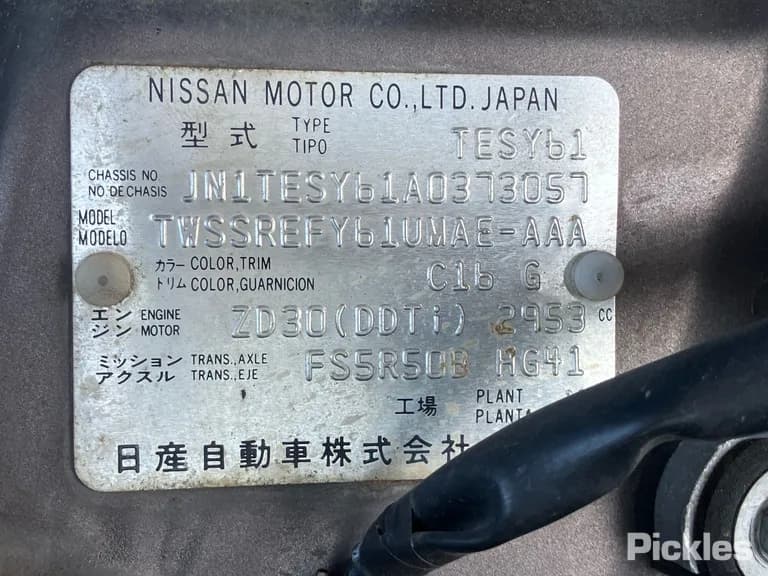 NISSAN MOTOR CO.,LTD. JAPAN
型式 TYPE TIPO TESY61
CHASSIS NO
NO.DE CHASIS JN1TESY61A0373057
MODEL
MODELO TWSSREFY61UMAE-AAA
カラー COLOR,TRIM
トリム COLOR,GUARNICION C16 G
エン ENGINE
ジン MOTOR ZD30(DDTi) 2953 CC
ミッション TRANS.,AXLE
アクスル TRANS.,EJE FS5R50B HG41
工場 PLANT
PLANTA
日産自動車株式会社
Pickles